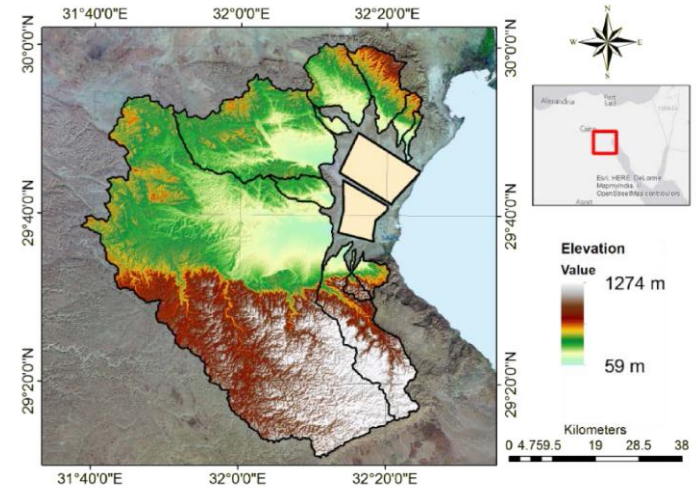 31°40'0"E
32°0'0"E
32°20'0"E
30°0'0"N
29°40'0"N
29°20'0"N
30°0'0"N
29°40'0"N
29°20'0"N
31°40'0"E
32°0'0"E
32°20'0"E
N
W
E
S
Alexandria
Port
Said
Cairo
Esri, HERE, DeLorme,
MapmyIndia, ©
OpenStreetMap contributors
Elevation
Value
1274 m
59 m
Kilometers
0 4.759.5 19 28.5 38